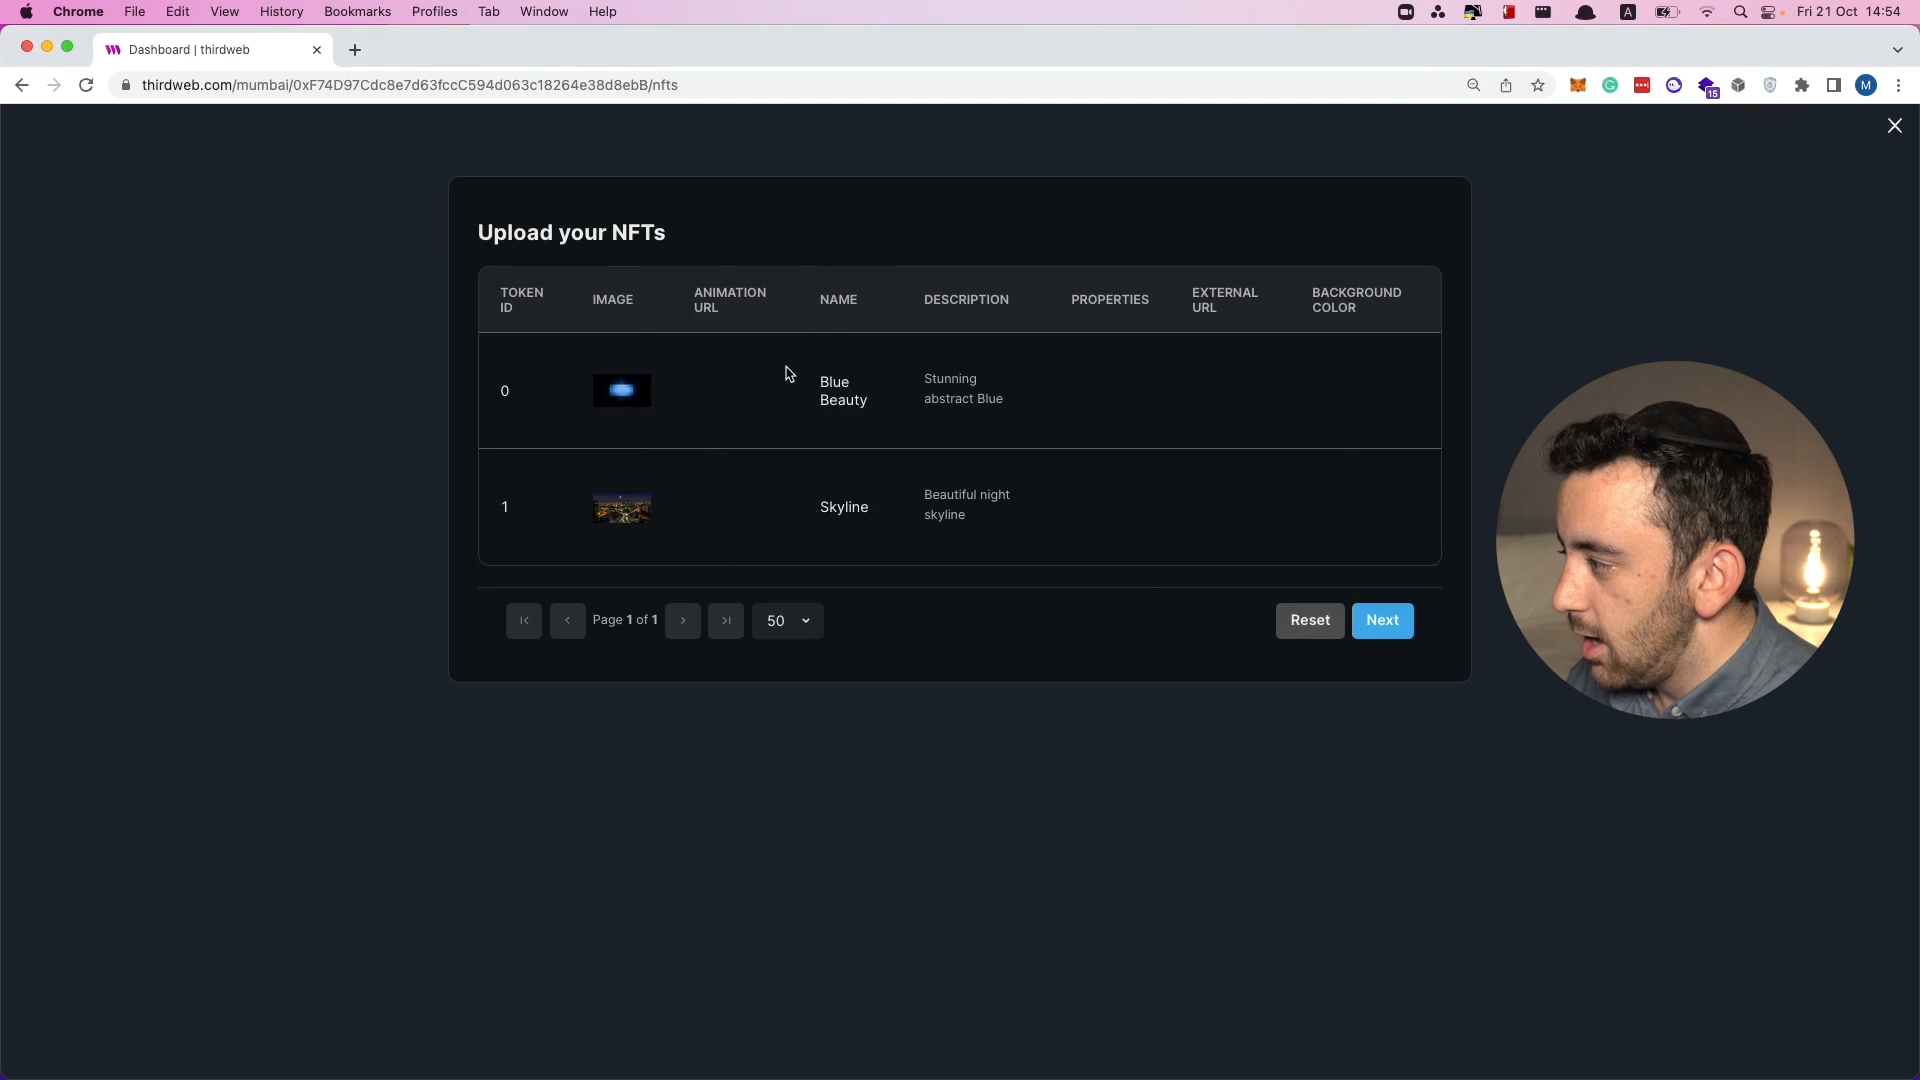 Chrome File Edit View History Bookmarks Profiles Tab Window Help A Fri 21 Oct 14:54
Dashboard | thirdweb
thirdweb.com/mumbai/0xF74D97Cdc8e7d63fccC594d063c18264e38d8ebB/nfts 15 M
Upload your NFTs
TOKEN ID IMAGE ANIMATION URL NAME DESCRIPTION PROPERTIES EXTERNAL URL BACKGROUND COLOR
0 Blue Beauty Stunning abstract Blue
1 Skyline Beautiful night skyline
Page 1 of 1 50 Reset Next